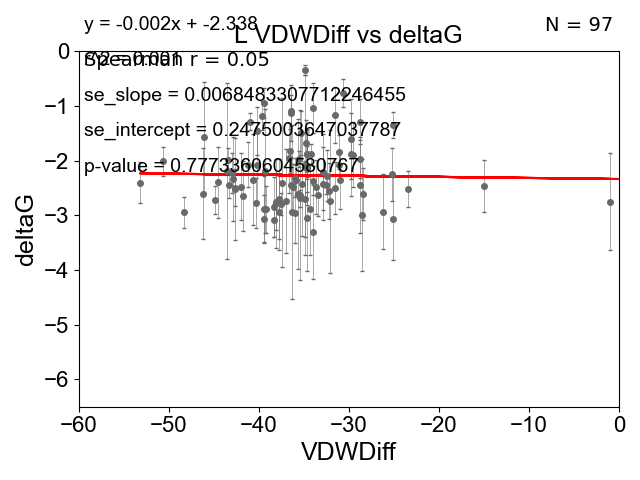 y = -0.002x + -2.338
N = 97
L VDWDiff vs deltaG
Spearman r = 0.05
se_slope = 0.0068483307712246455
se_intercept = 0.2475003647037787
p-value = 0.7773360604580767
deltaG
0
−1
−2
−3
−4
−5
−6
−60
−50
−40
−30
−20
−10
0
VDWDiff